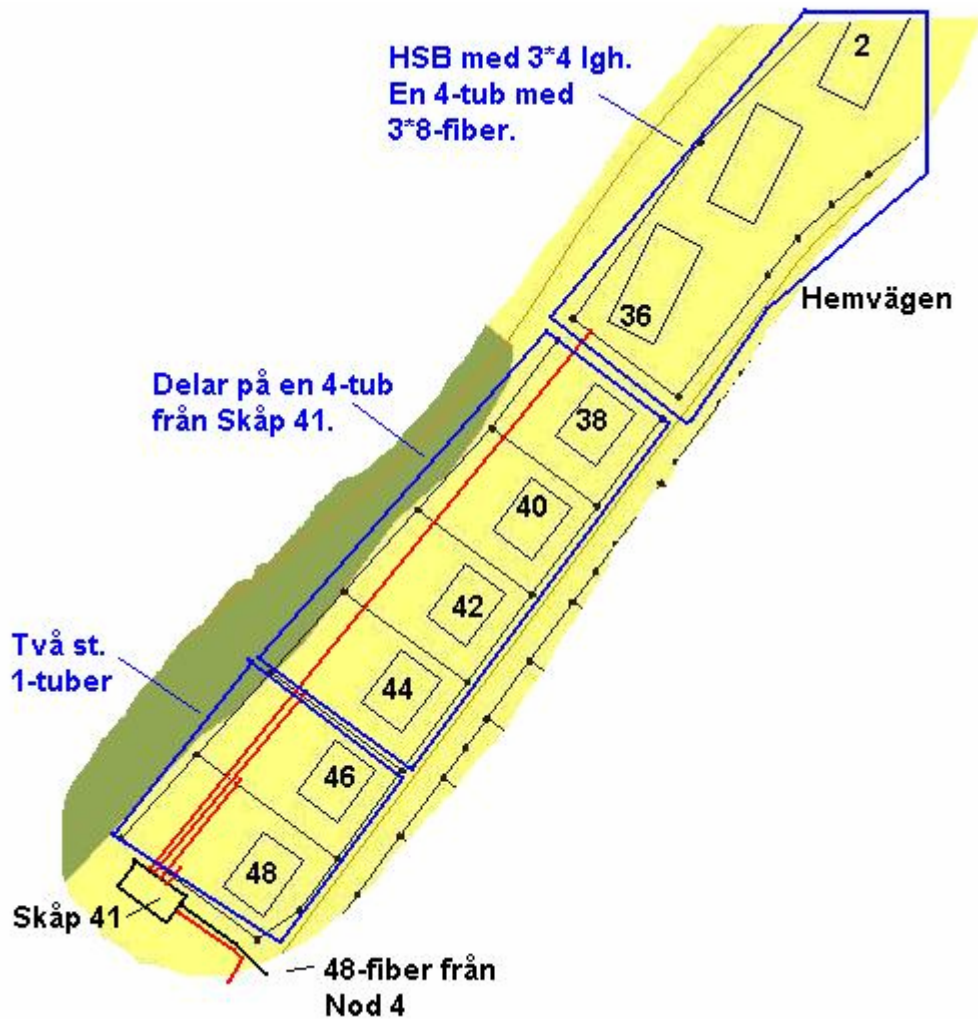 2
HSB med 3*4 lgh.
En 4-tub med
3*8-fiber.
Hemvägen
36
Delar på en 4-tub
från Skåp 41.
38
40
42
Två st.
1-tuber
44
46
48
Skåp 41
48-fiber från
Nod 4